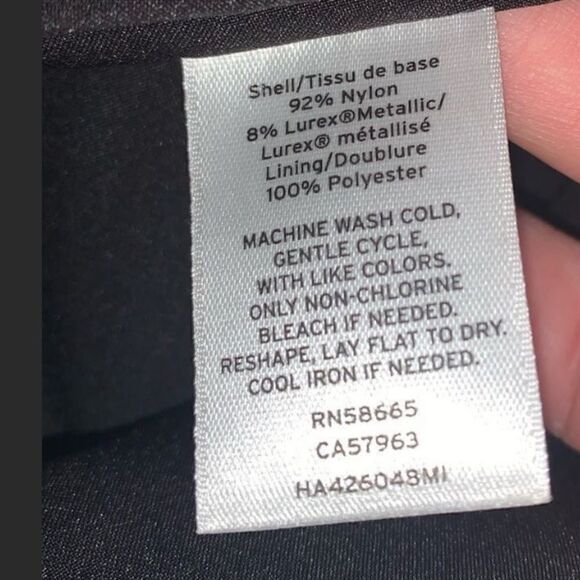 Shell/Tissu de base
92% Nylon
8% Lurex®Metallic/
Lurex® métallisé
Lining/Doublure
100% Polyester
MACHINE WASH COLD,
GENTLE CYCLE,
WITH LIKE COLORS.
ONLY NON-CHLORINE
BLEACH IF NEEDED.
RESHAPE, LAY FLAT TO DRY.
COOL IRON IF NEEDED.
RN58665
CA57963
HA426048MI